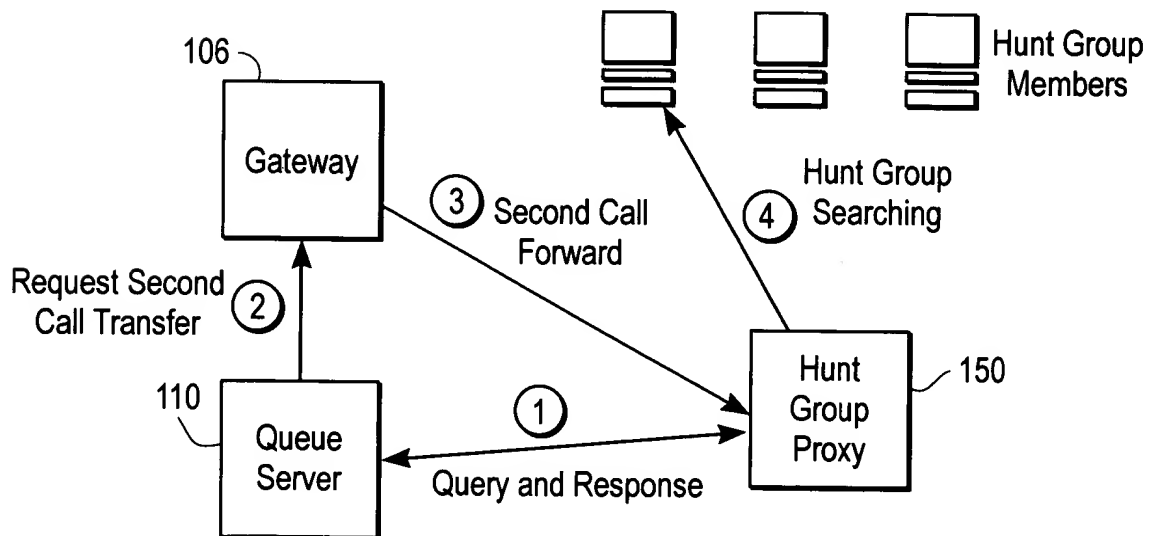 106
Gateway
Hunt Group
Members
3
Second Call
Forward
4
Hunt Group
Searching
Request Second
Call Transfer
2
110
Queue
Server
1
Query and Response
Hunt
Group
Proxy
150